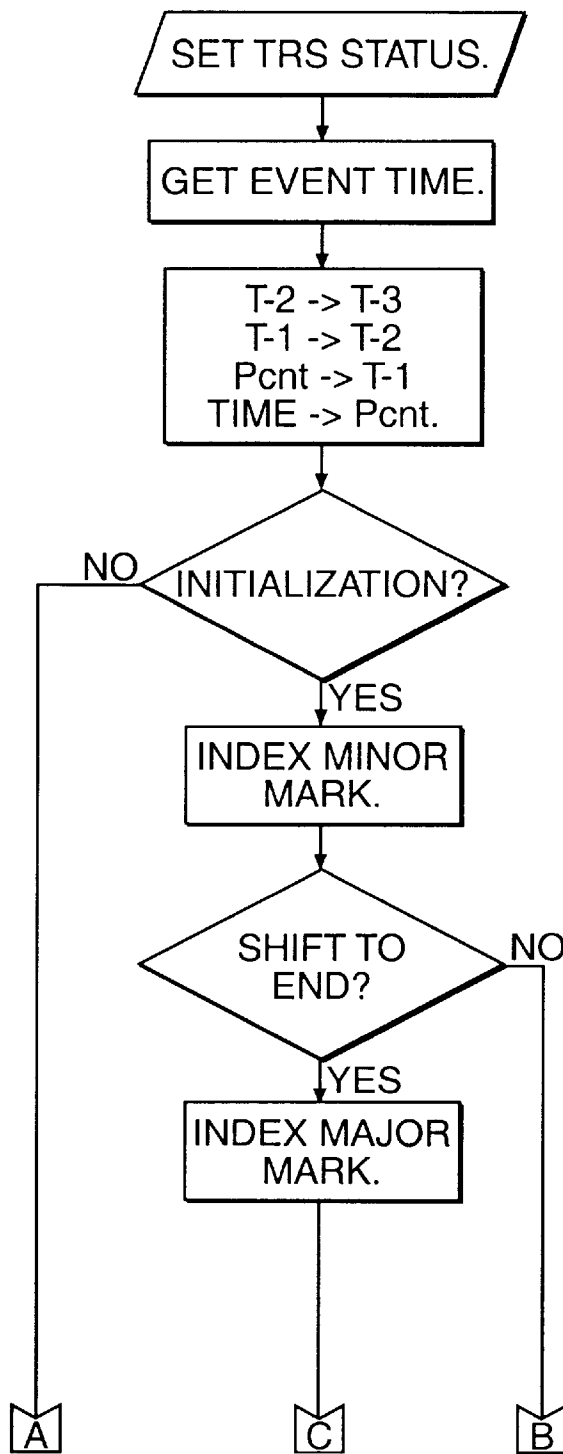 SET TRS STATUS.
GET EVENT TIME.
T-2 -> T-3
T-1 -> T-2
Pcnt -> T-1
TIME -> Pcnt.
NO
INITIALIZATION?
YES
INDEX MINOR
MARK.
SHIFT TO
END?
NO
YES
INDEX MAJOR
MARK.
A
C
B